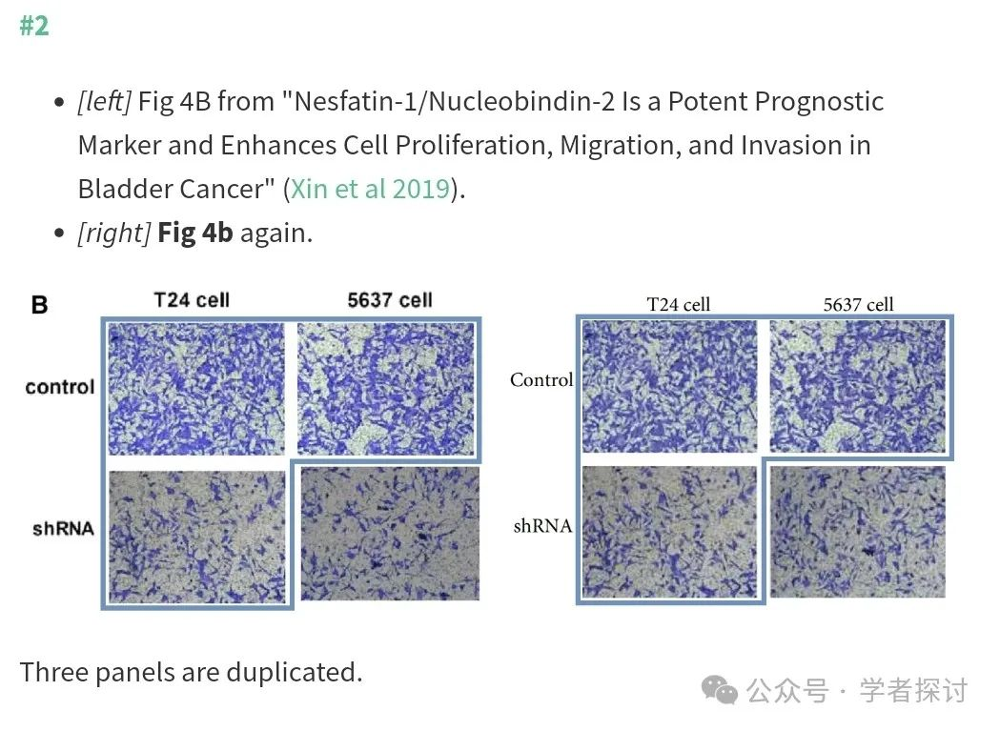 #2
• [left] Fig 4B from "Nesfatin-1/Nucleobindin-2 Is a Potent Prognostic
Marker and Enhances Cell Proliferation, Migration, and Invasion in
Bladder Cancer" (Xin et al 2019).
• [right] Fig 4b again.
B T24 cell 5637 cell
control
shRNA
T24 cell 5637 cell
Control
shRNA
Three panels are duplicated.
公众号 · 学者探讨